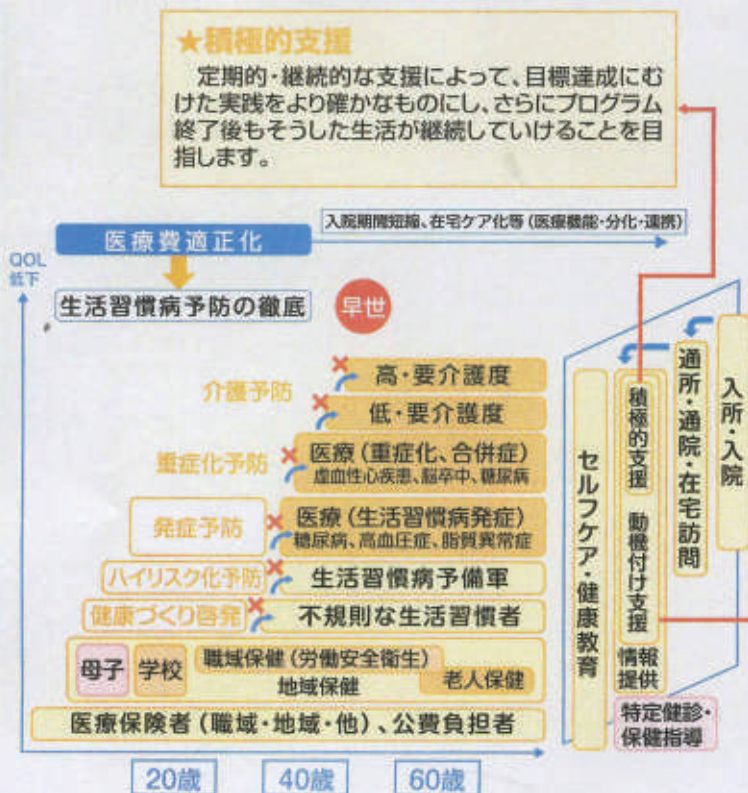 ★積極的支援
定期的・継続的な支援によって、目標達成にむ
けた実践をより確かなものにし、さらにプログラム
終了後もそうした生活が継続していけることを目
指します。
医療費適正化
入院期間短縮、在宅ケア化等(医療機能・分化・連携)
QOL
低下
生活習慣病予防の徹底
早世
介護予防
高・要介護度
低・要介護度
重症化予防
医療(重症化、合併症)
虚血性心疾患、脳卒中、糖尿病
発症予防
医療(生活習慣病発症)
糖尿病、高血圧症、脂質異常症
ハイリスク化予防
生活習慣病予備軍
健康づくり啓発
不規則な生活習慣者
母子
学校
職域保健(労働安全衛生)
地域保健
老人保健
医療保険者(職域・地域・他)、公費負担者
20歳
40歳
60歳
セルフケア・健康教育
積極的支援
動機付け支援
情報
提供
通所・通院・在宅訪問
入所・入院
特定健診・
保健指導